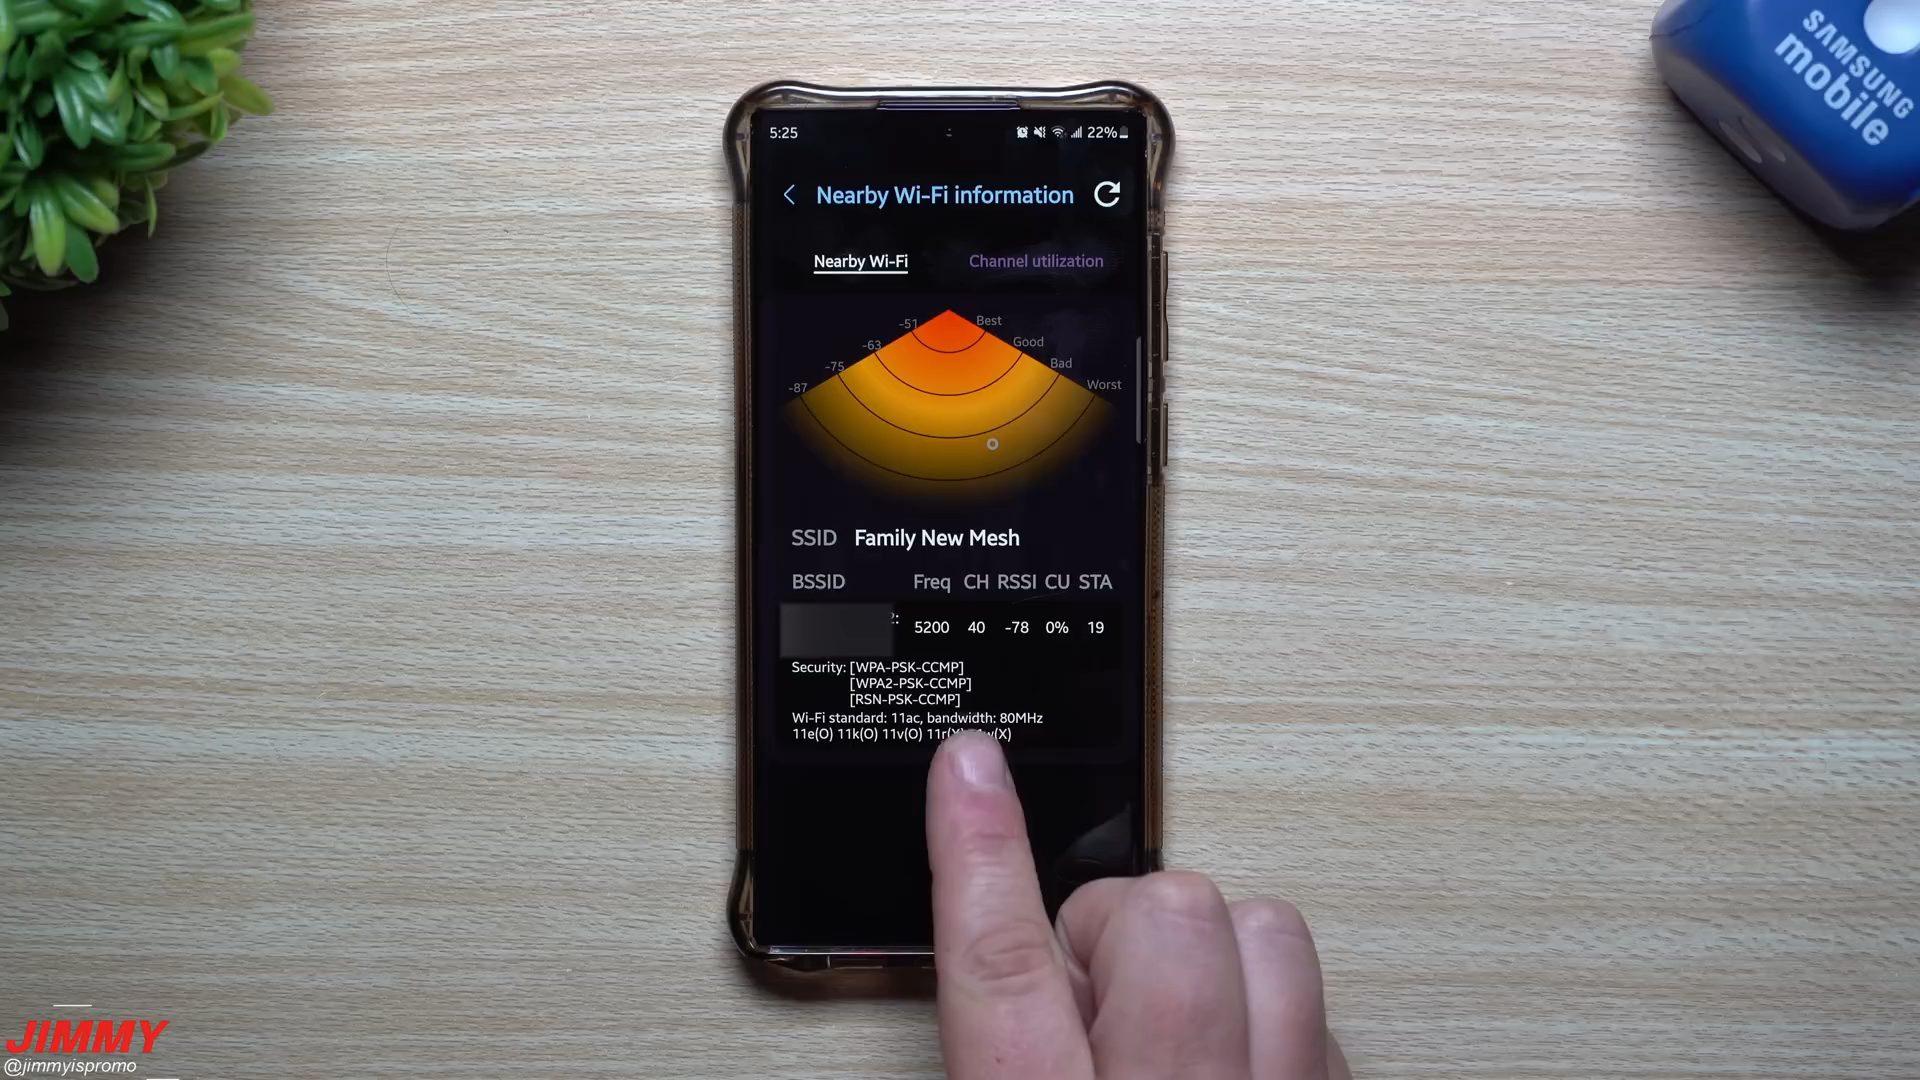 SAMSUNG
mobile
5:25
22%
Nearby Wi-Fi information
Nearby Wi-Fi
Channel utilization
-51
Best
-63
Good
-75
Bad
-87
Worst
SSID Family New Mesh
BSSID Freq CH RSSI CU STA
5200 40 -78 0% 19
Security: [WPA-PSK-CCMP]
[WPA2-PSK-CCMP]
[RSN-PSK-CCMP]
Wi-Fi standard: 11ac, bandwidth: 80MHz
11e(O) 11k(O) 11v(O)
JIMMY
@jimmyispromo